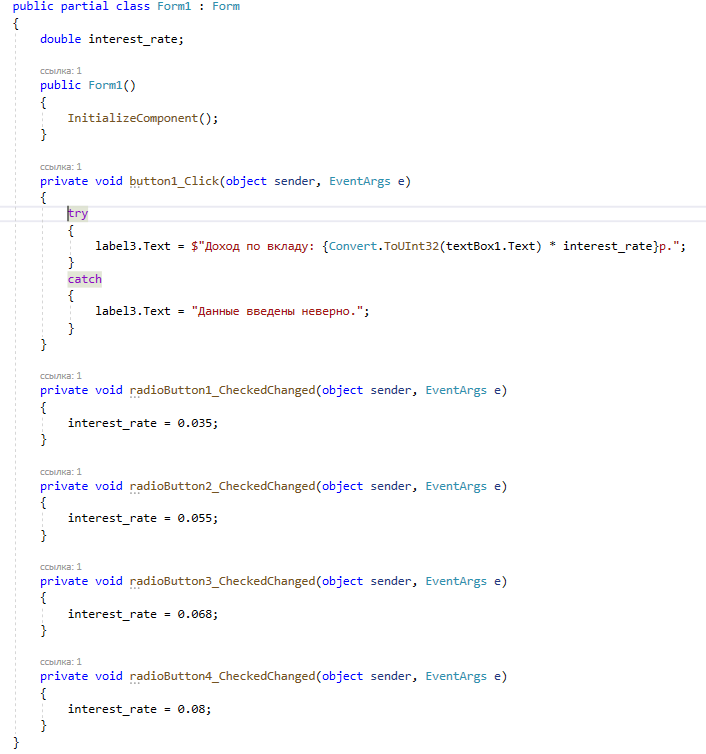 public partial class Form1 : Form
{
    double interest_rate;

    ссылка: 1
    public Form1()
    {
        InitializeComponent();
    }

    ссылка: 1
    private void button1_Click(object sender, EventArgs e)
    {
        try
        {
            label3.Text = $"Доход по вкладу: {Convert.ToUInt32(textBox1.Text) * interest_rate}р.";
        }
        catch
        {
            label3.Text = "Данные введены неверно.";
        }
    }

    ссылка: 1
    private void radioButton1_CheckedChanged(object sender, EventArgs e)
    {
        interest_rate = 0.035;
    }

    ссылка: 1
    private void radioButton2_CheckedChanged(object sender, EventArgs e)
    {
        interest_rate = 0.055;
    }

    ссылка: 1
    private void radioButton3_CheckedChanged(object sender, EventArgs e)
    {
        interest_rate = 0.068;
    }

    ссылка: 1
    private void radioButton4_CheckedChanged(object sender, EventArgs e)
    {
        interest_rate = 0.08;
    }
}